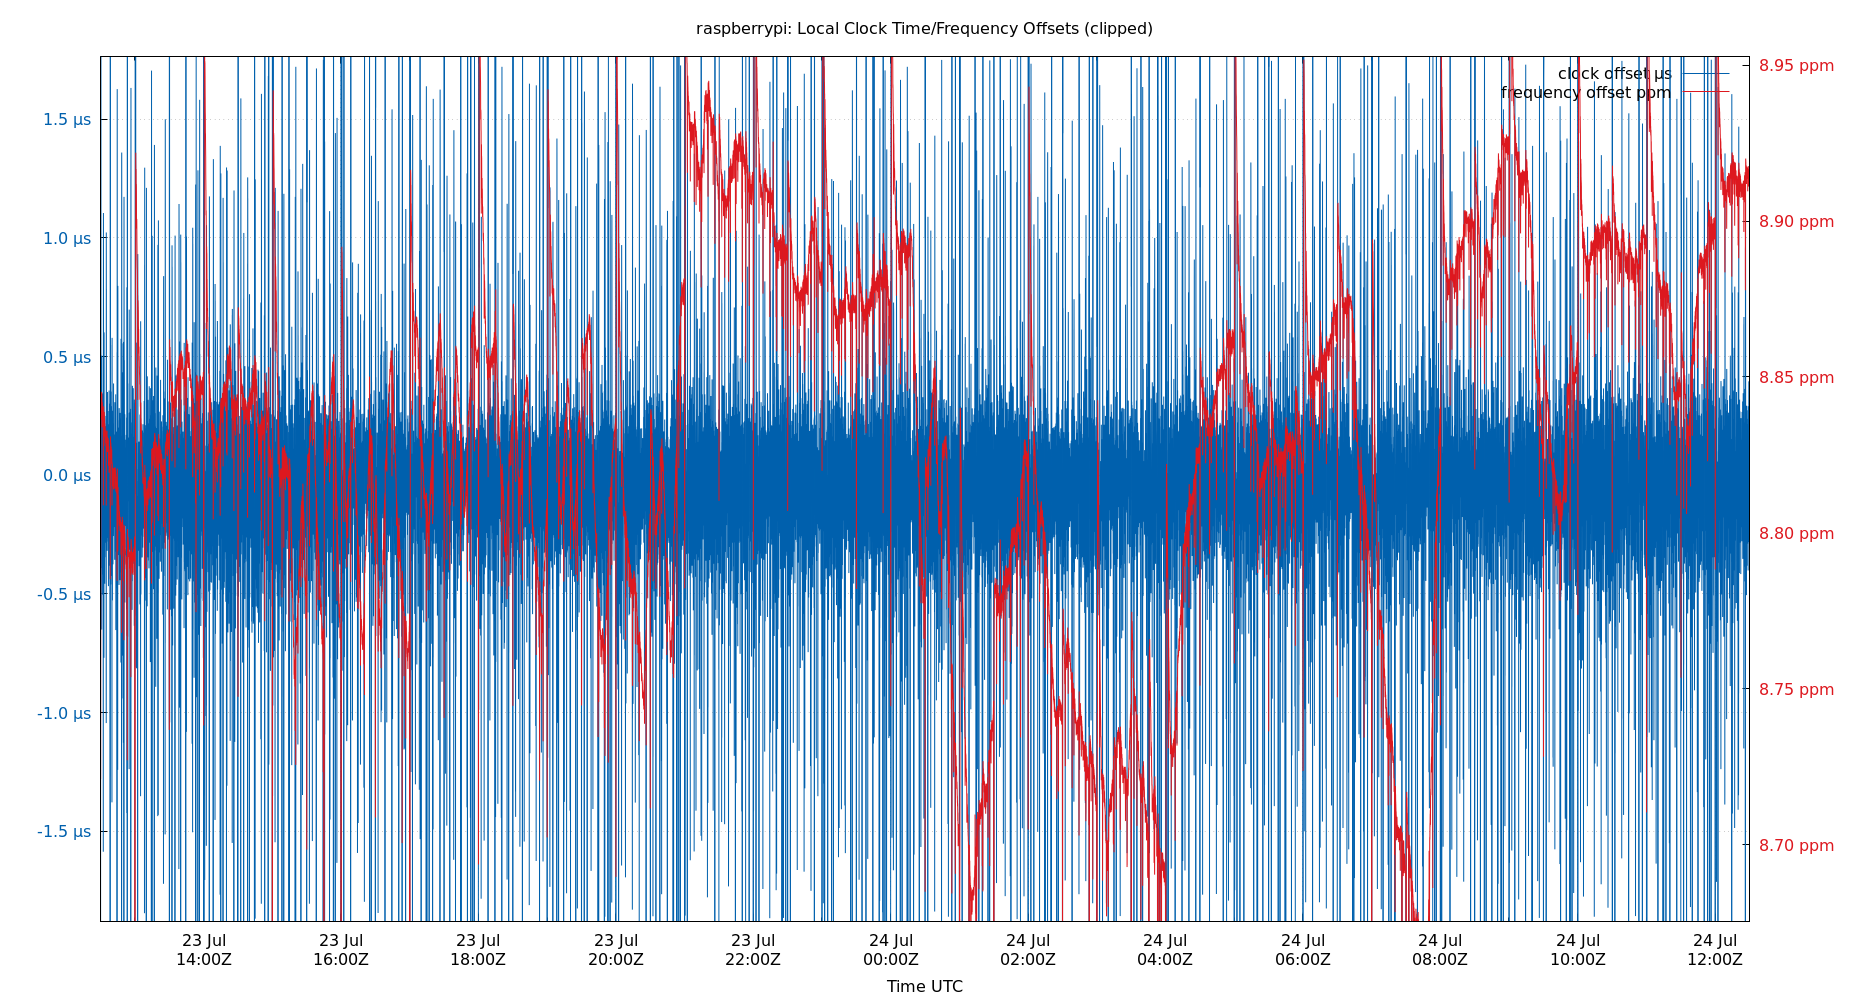 raspberrypi: Local Clock Time/Frequency Offsets (clipped)
clock offset µs
frequency offset ppm
1.5 µs
1.0 µs
0.5 µs
0.0 µs
-0.5 µs
-1.0 µs
-1.5 µs
8.95 ppm
8.90 ppm
8.85 ppm
8.80 ppm
8.75 ppm
8.70 ppm
23 Jul
14:00Z
23 Jul
16:00Z
23 Jul
18:00Z
23 Jul
20:00Z
23 Jul
22:00Z
24 Jul
00:00Z
24 Jul
02:00Z
24 Jul
04:00Z
24 Jul
06:00Z
24 Jul
08:00Z
24 Jul
10:00Z
24 Jul
12:00Z
Time UTC